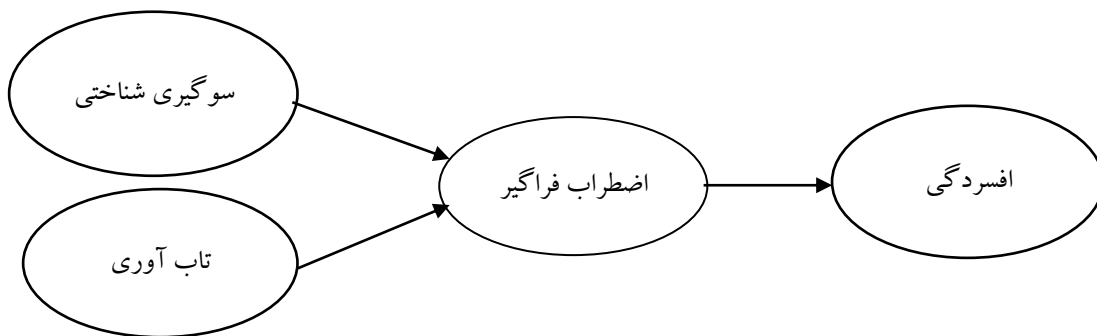 سوگیری شناختی
تاب آوری
اضطراب فراگیر
افسردگی